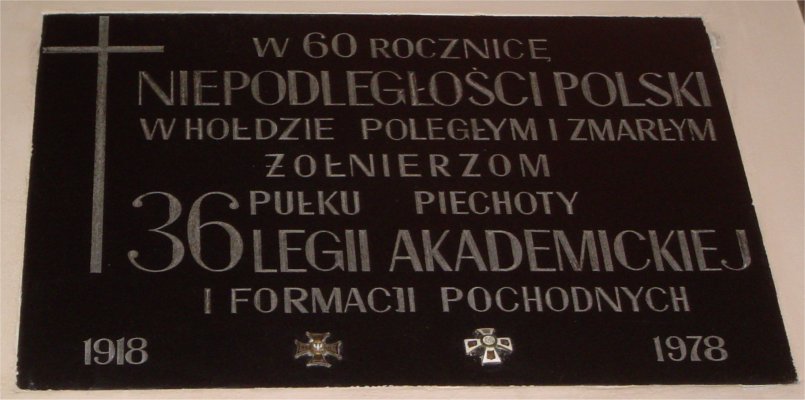 W 60 ROCZNICĘ
NIEPODLEGŁOŚCI POLSKI
W HOŁDZIE POLEGŁYM I ZMARŁYM
ŻOŁNIERZOM
36 PUŁKU PIECHOTY
LEGII AKADEMICKIEJ
I FORMACJI POCHODNYCH
1918 1978